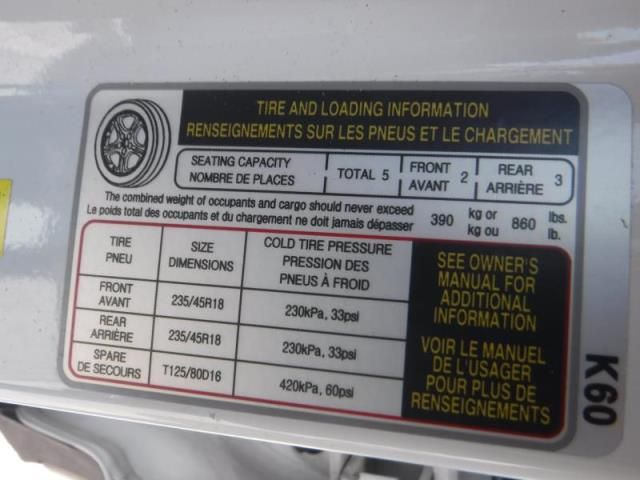 TIRE AND LOADING INFORMATION
RENSEIGNEMENTS SUR LES PNEUS ET LE CHARGEMENT
SEATING CAPACITY
NOMBRE DE PLACES
TOTAL 5
FRONT
AVANT 2
REAR
ARRIÈRE 3
The combined weight of occupants and cargo should never exceed
Le poids total des occupants et du chargement ne doit jamais dépasser
390 kg or
kg ou
860 lbs.
lb.
TIRE
PNEU
SIZE
DIMENSIONS
COLD TIRE PRESSURE
PRESSION DES
PNEUS À FROID
FRONT
AVANT
235/45R18
230kPa, 33psi
REAR
ARRIÈRE
235/45R18
230kPa, 33psi
SPARE
DE SECOURS
T125/80D16
420kPa, 60psi
SEE OWNER'S
MANUAL FOR
ADDITIONAL
INFORMATION
VOIR LE MANUEL
DE L'USAGER
POUR PLUS DE
RENSEIGNEMENTS
K60